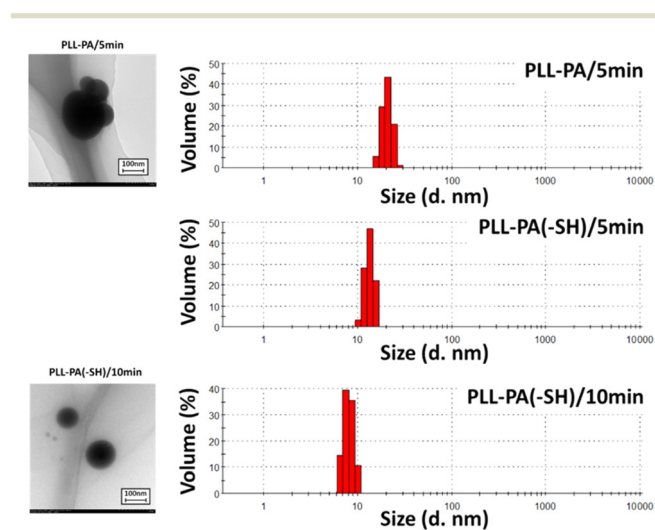 PLL-PA/5min
100nm
Volume (%)
50
40
30
20
10
0
PLL-PA/5min
1 10 100 1000 10000
Size (d. nm)
Volume (%)
50
40
30
20
10
0
PLL-PA(-SH)/5min
1 10 100 1000 10000
Size (d. nm)
PLL-PA(-SH)/10min
100nm
Volume (%)
40
30
20
10
0
PLL-PA(-SH)/10min
1 10 100 1000 10000
Size (d. nm)